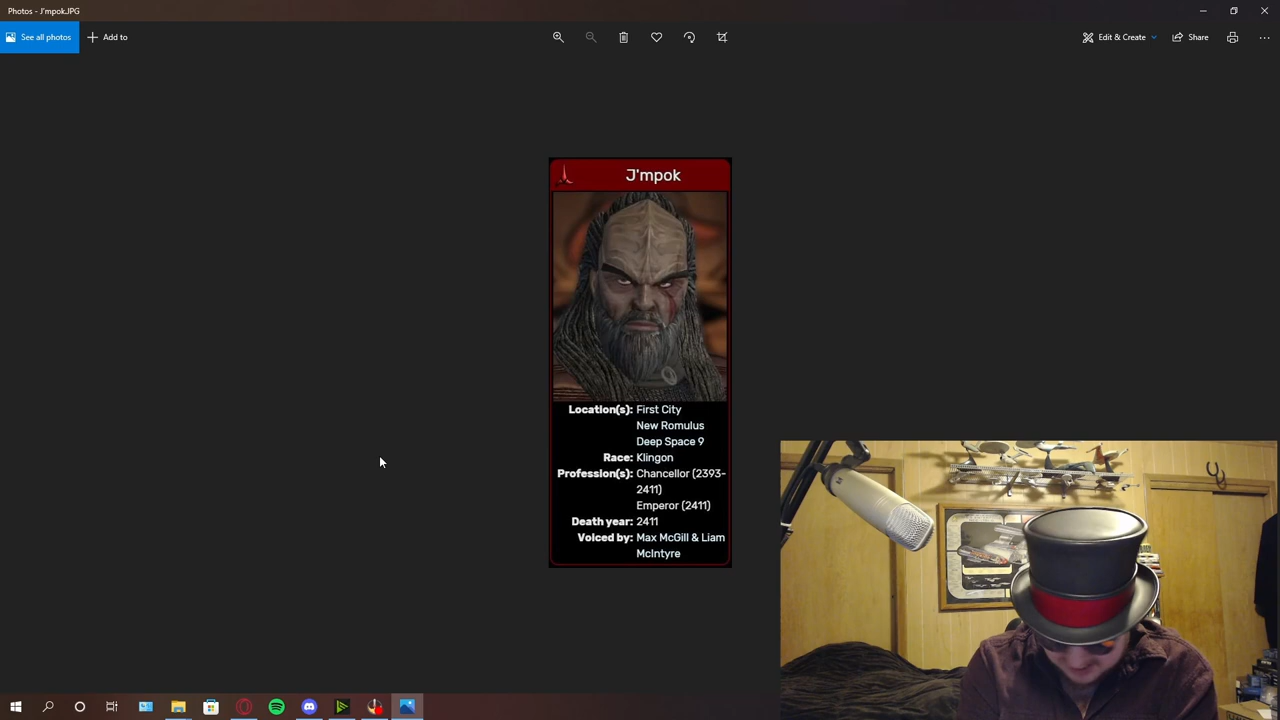 Photos - J'mpok.JPG
See all photos
Add to
Edit & Create
Share
J'mpok
Location(s): First City
New Romulus
Deep Space 9
Race: Klingon
Profession(s): Chancellor (2393-
2411)
Emperor (2411)
Death year: 2411
Voiced by: Max McGill & Liam
McIntyre